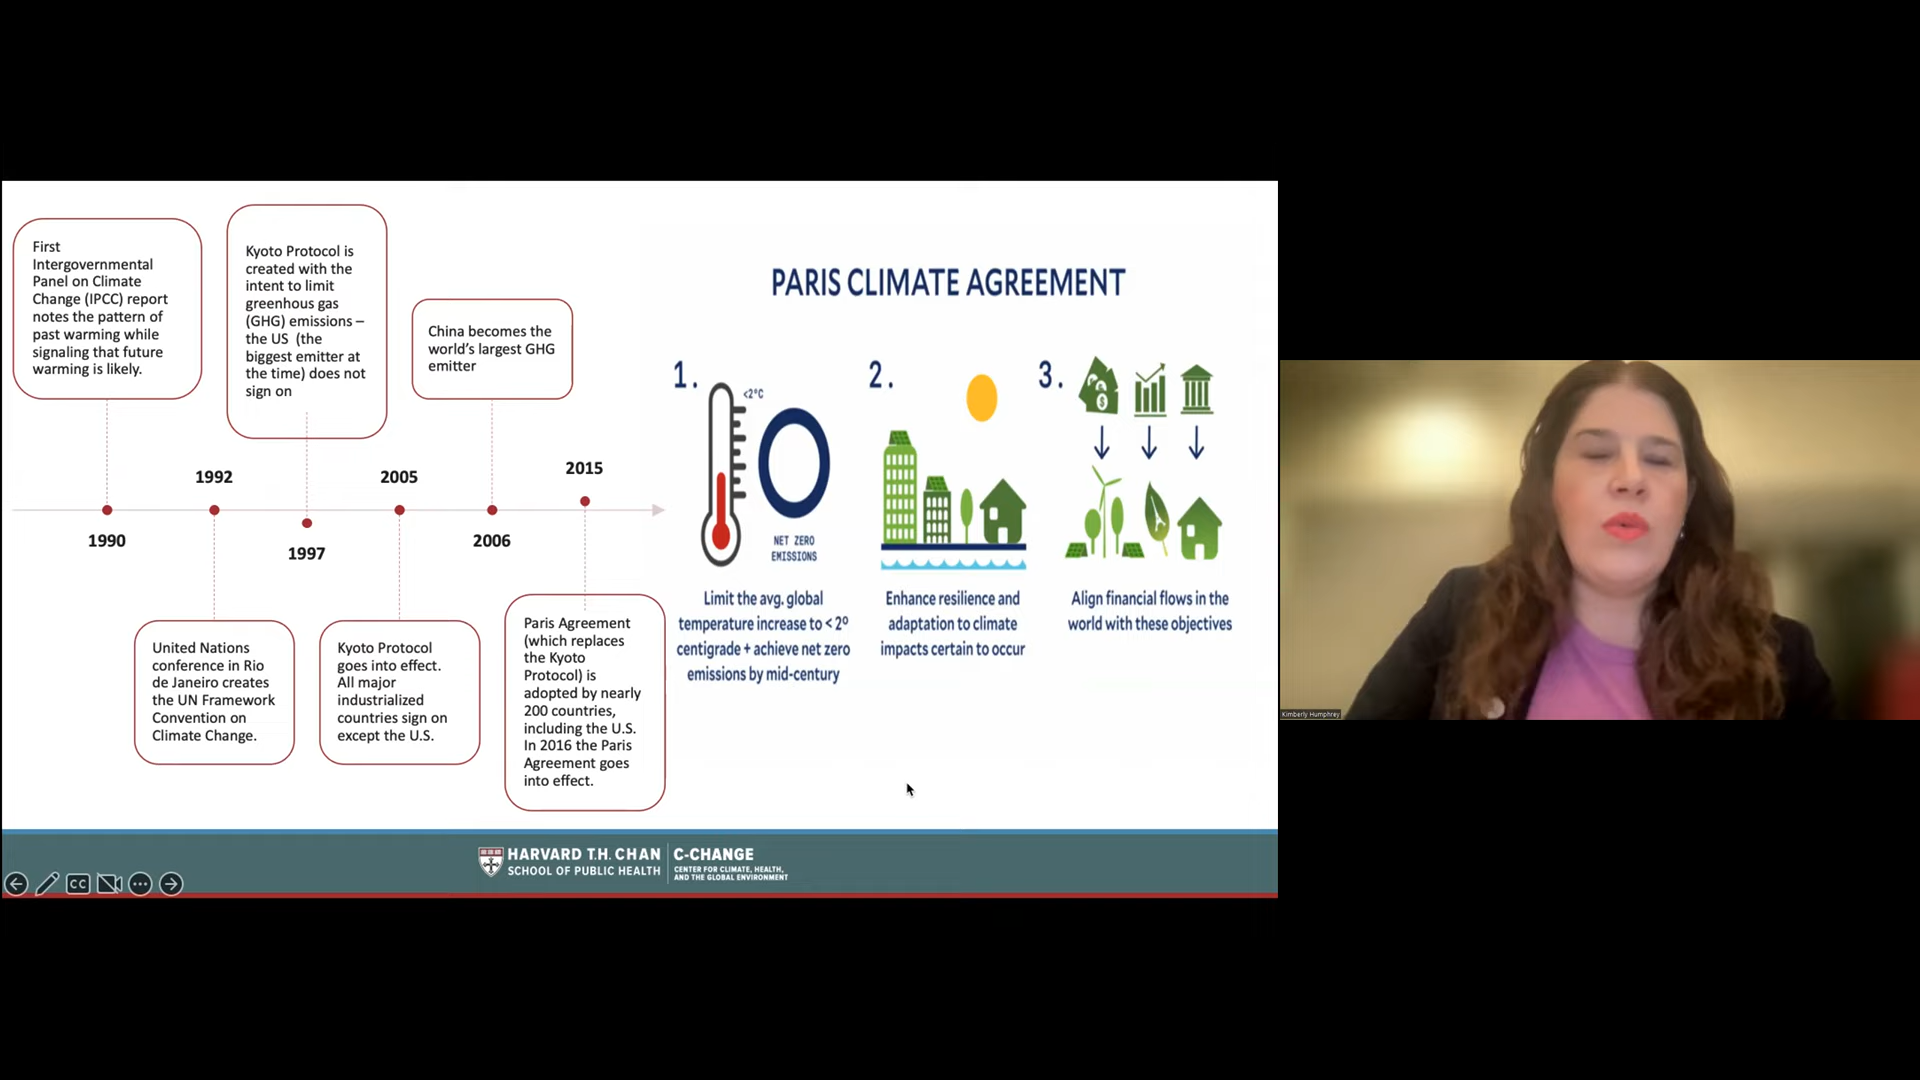 First
Intergovernmental
Panel on Climate
Change (IPCC) report
notes the pattern of
past warming while
signaling that future
warming is likely.
Kyoto Protocol is
created with the
intent to limit
greenhous gas
(GHG) emissions –
the US (the
biggest emitter at
the time) does not
sign on
China becomes the
world's largest GHG
emitter
1990
1992
1997
2005
2006
2015
United Nations
conference in Rio
de Janeiro creates
the UN Framework
Convention on
Climate Change.
Kyoto Protocol
goes into effect.
All major
industrialized
countries sign on
except the U.S.
Paris Agreement
(which replaces
the Kyoto
Protocol) is
adopted by nearly
200 countries,
including the U.S.
In 2016 the Paris
Agreement goes
into effect.
PARIS CLIMATE AGREEMENT
1.
<2°C
NET ZERO
EMISSIONS
Limit the avg. global
temperature increase to < 2º
centigrade + achieve net zero
emissions by mid-century
2.
Enhance resilience and
adaptation to climate
impacts certain to occur
3.
$
Align financial flows in the
world with these objectives
HARVARD T.H. CHAN
SCHOOL OF PUBLIC HEALTH
C-CHANGE
CENTER FOR CLIMATE, HEALTH,
AND THE GLOBAL ENVIRONMENT
CC
Kimberly Humphrey